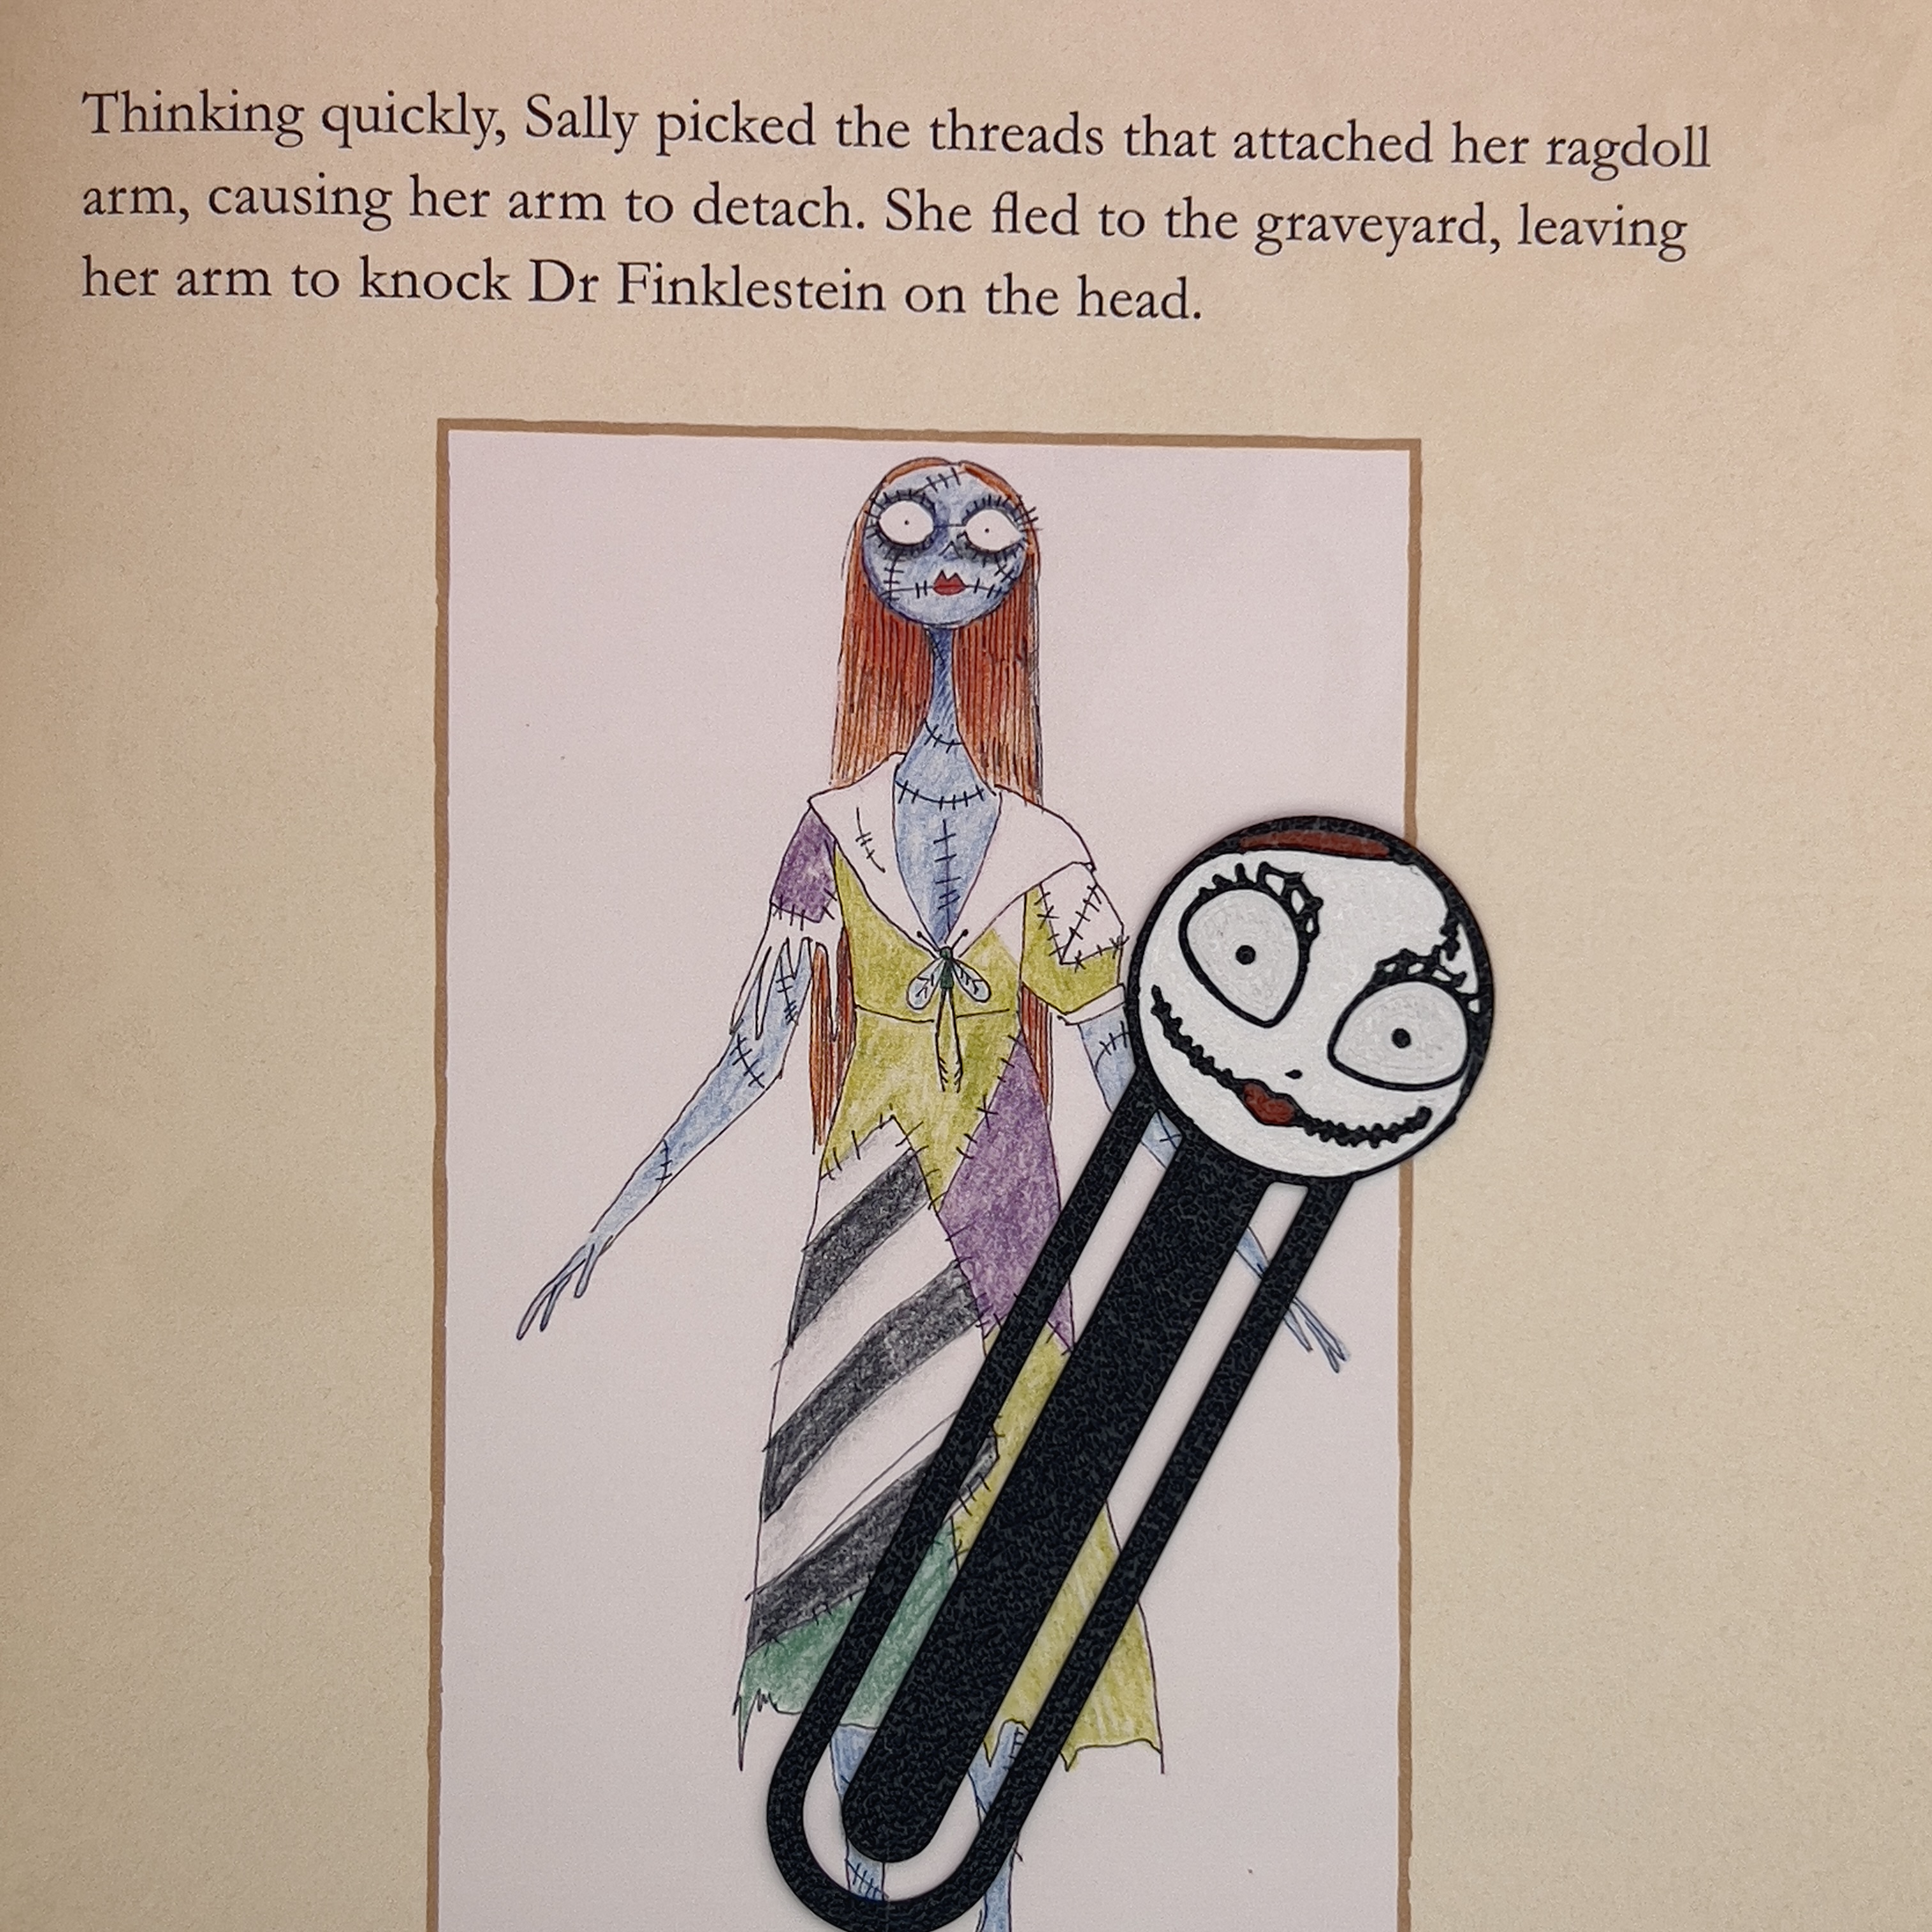 Thinking quickly, Sally picked the threads that attached her ragdoll
arm, causing her arm to detach. She fled to the graveyard, leaving
her arm to knock Dr Finklestein on the head.